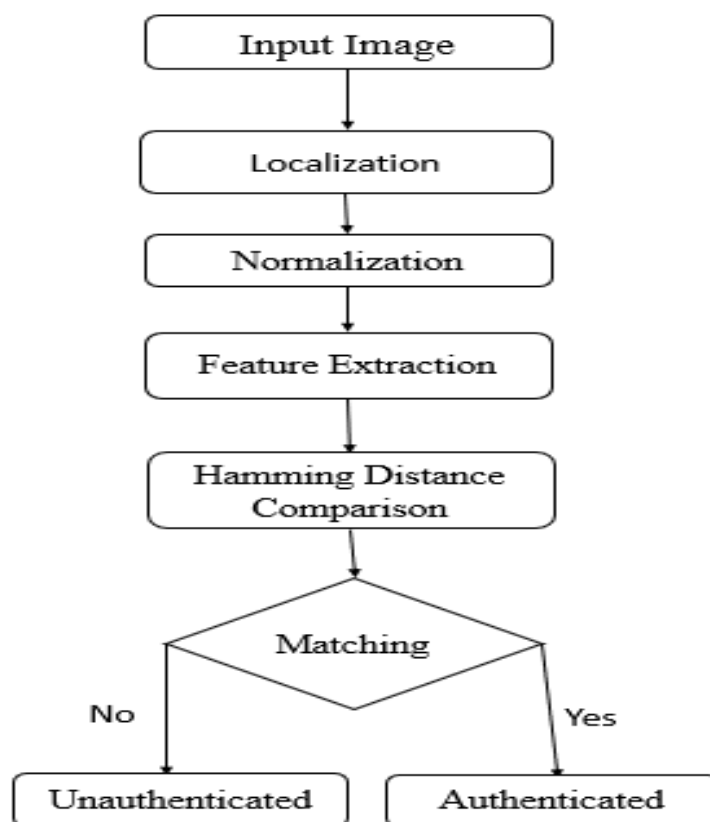 Input Image
Localization
Normalization
Feature Extraction
Hamming Distance
Comparison
Matching
No
Yes
Unauthenticated
Authenticated